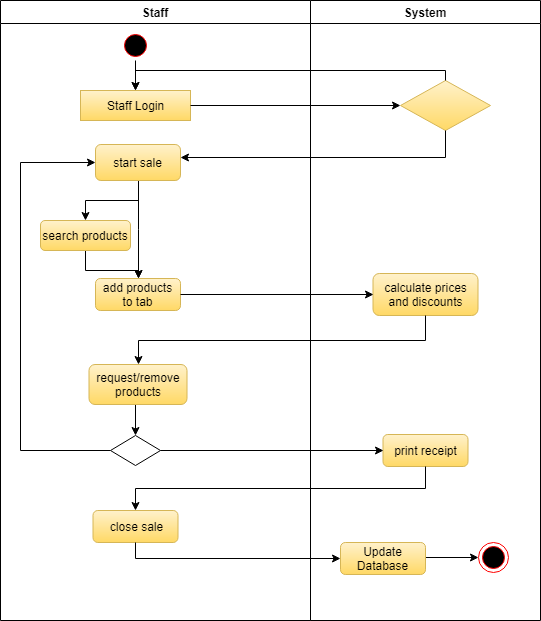 Staff
System
Staff Login
start sale
search products
add products
to tab
calculate prices
and discounts
request/remove
products
print receipt
close sale
Update
Database